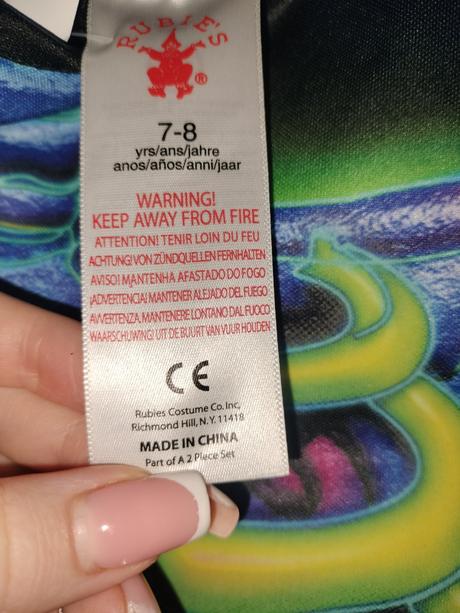 RUBIE'S
®
7-8
yrs/ans/jahre
anos/años/anni/jaar
WARNING!
KEEP AWAY FROM FIRE
ATTENTION! TENIR LOIN DU FEU
ACHTUNG! VON ZÜNDQUELLEN FERNHALTEN
AVISO! MANTENHA AFASTADO DO FOGO
¡ADVERTENCIA! MANTENER ALEJADO DEL FUEGO
AVVERTENZA. MANTENERE LONTANO DAL FUOCO
WAARSCHUWING! UIT DE BUURT VAN VUUR HOUDEN
CE
Rubies Costume Co. Inc,
Richmond Hill, N.Y. 11418
MADE IN CHINA
Part of A 2 Piece Set